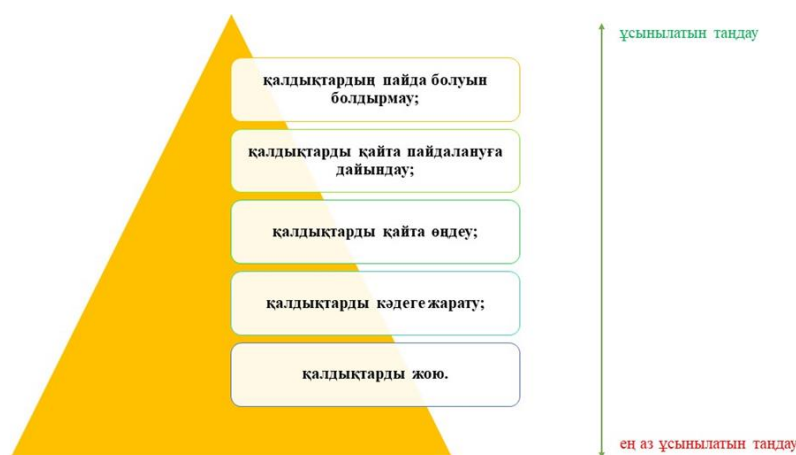 ұсынылатын таңдау
қалдықтардың пайда болуын
болдырмау;
қалдықтарды қайта пайдалануға
дайындау;
қалдықтарды қайта өңдеу;
қалдықтарды кәдеге жарату;
қалдықтарды жою.
ең аз ұсынылатын таңдау